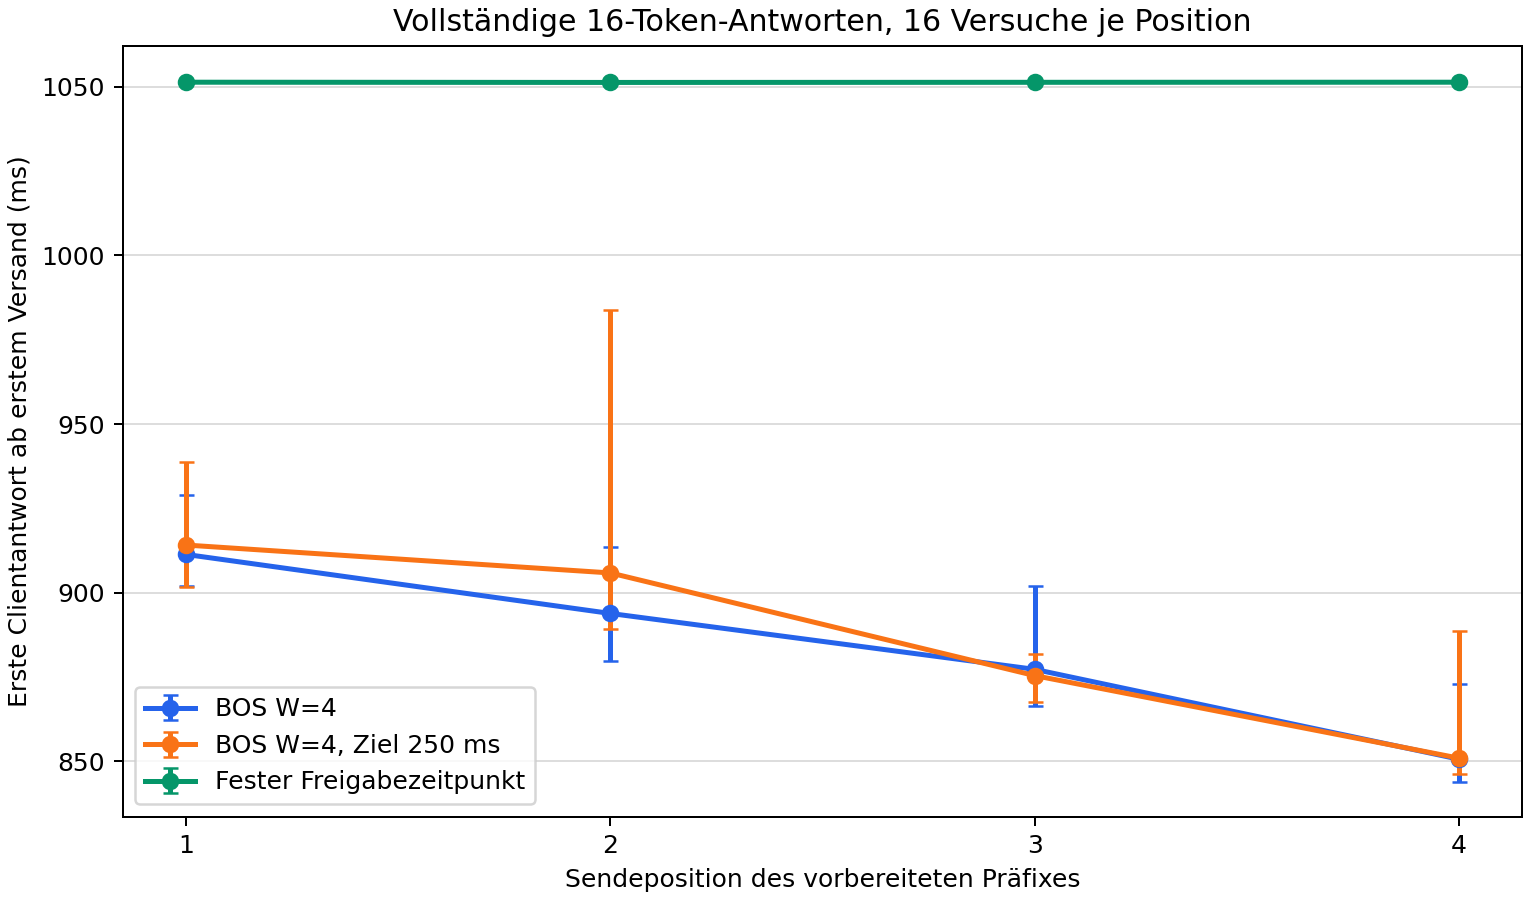 Vollständige 16-Token-Antworten, 16 Versuche je Position
Erste Clientantwort ab erstem Versand (ms)
1050
1000
950
900
850
BOS W=4
BOS W=4, Ziel 250 ms
Fester Freigabezeitpunkt
1 2 3 4
Sendeposition des vorbereiteten Präfixes